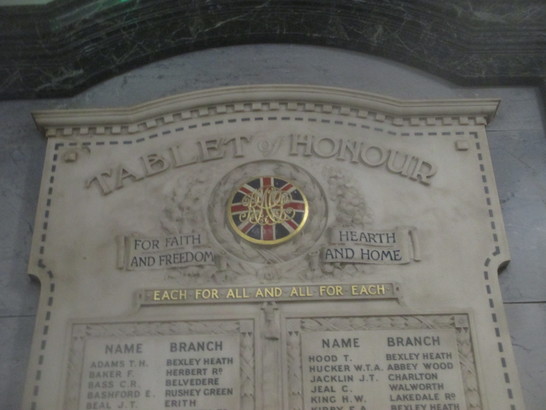 TABLET of HONOUR
FOR FAITH
AND FREEDOM
HEARTH
AND HOME
EACH FOR ALL AND ALL FOR EACH
NAME BRANCH
ADAMS T.H. BEXLEY HEATH
BAKER F. HERBERT RD
BASS C.R. BELVEDERE
BASHFORD E. RUSHEY GREEN
BEAL J.T. ERITH
NAME BRANCH
HOOD T. BEXLEY HEATH
HUCKER W.T.A. ABBEY WOOD
JACKLIN J.T. CHARLTON
JEAL C. WALWORTH
KING H.W. LAKEDALE RD
BEXLEY HEATH